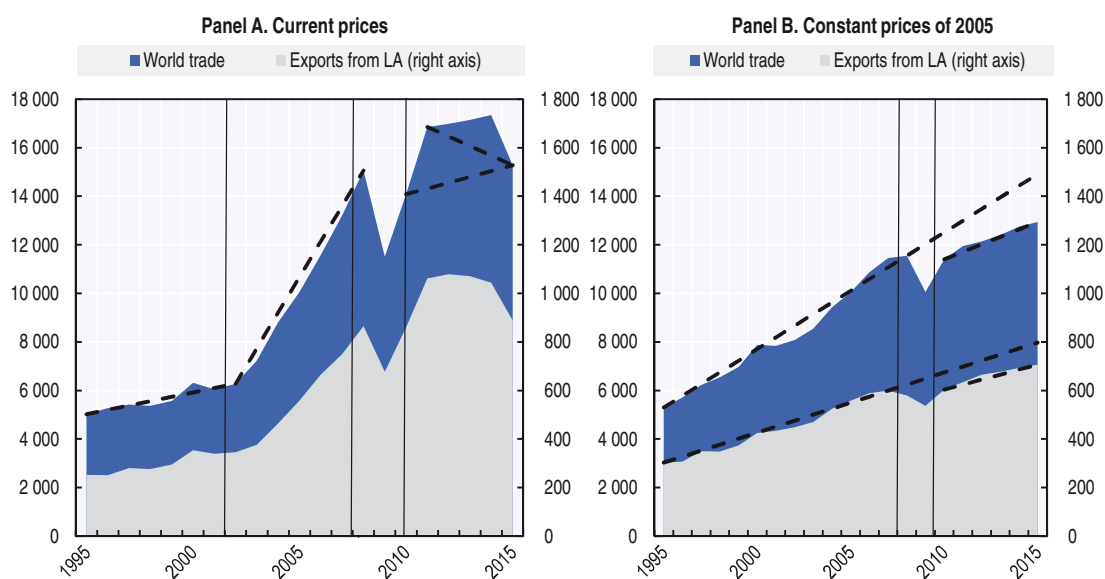 Panel A. Current prices
World trade Exports from LA (right axis)
18 000 1 800
16 000 1 600
14 000 1 400
12 000 1 200
10 000 1 000
8 000 800
6 000 600
4 000 400
2 000 200
0 0
1995 2000 2005 2010 2015
Panel B. Constant prices of 2005
World trade Exports from LA (right axis)
18 000 1 800
16 000 1 600
14 000 1 400
12 000 1 200
10 000 1 000
8 000 800
6 000 600
4 000 400
2 000 200
0 0
1995 2000 2005 2010 2015